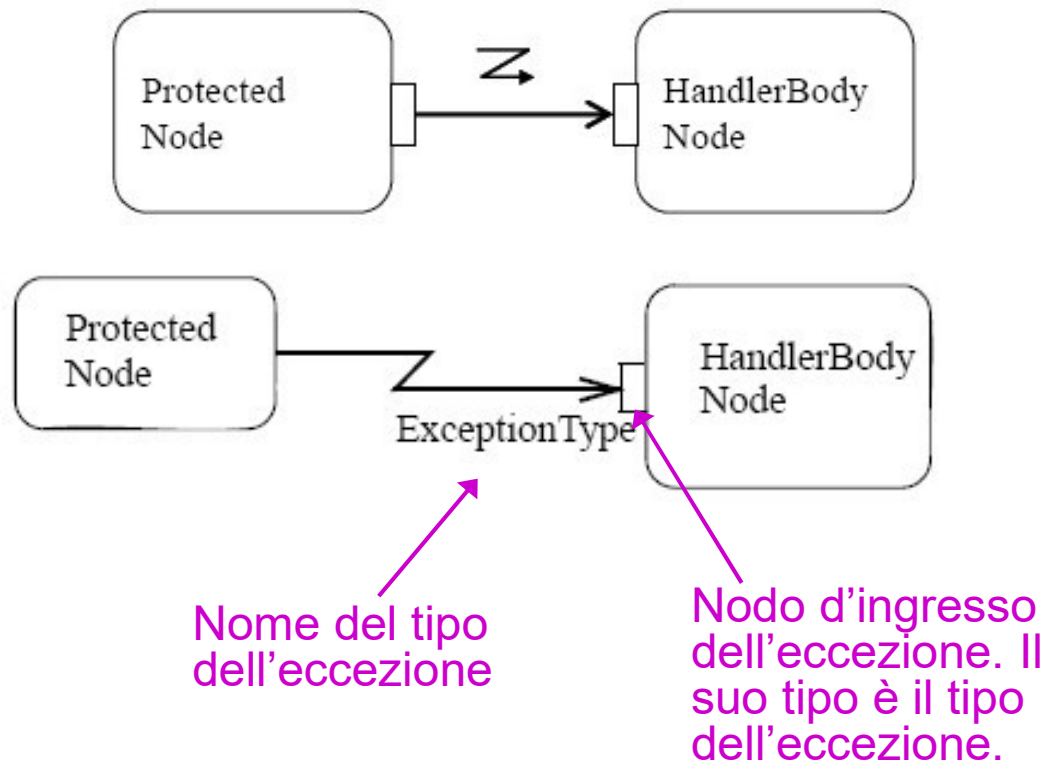 Protected
Node
HandlerBody
Node
Protected
Node
HandlerBody
Node
ExceptionType
Nome del tipo
dell’eccezione
Nodo d’ingresso
dell’eccezione. Il
suo tipo è il tipo
dell’eccezione.